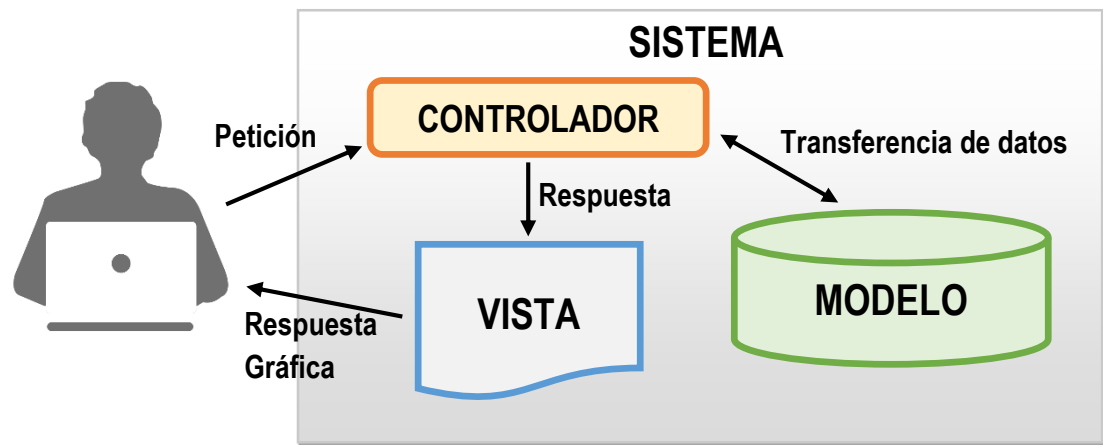 SISTEMA
CONTROLADOR
Petición
Transferencia de datos
Respuesta
VISTA
MODELO
Respuesta
Gráfica